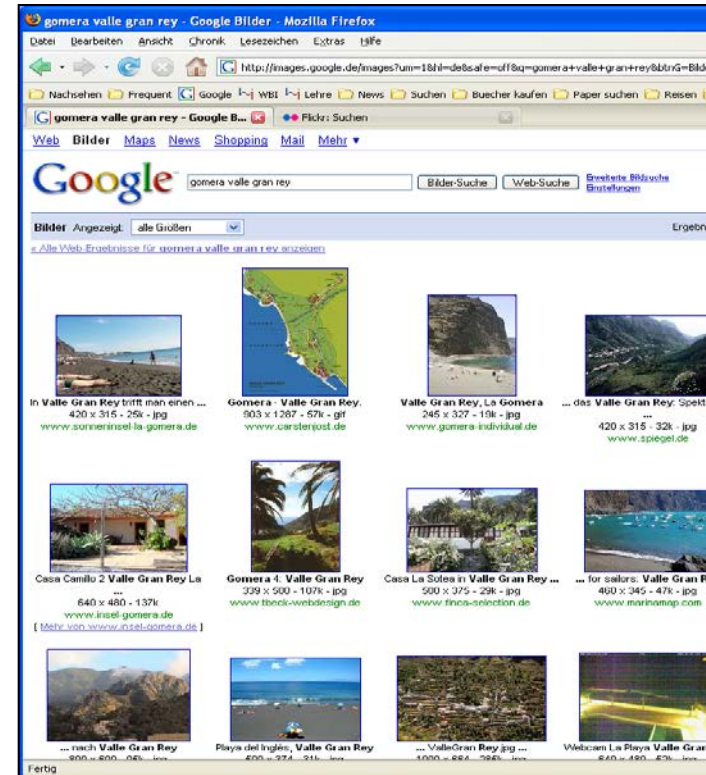 gomera valle gran rey - Google Bilder - Mozilla Firefox
Datei Bearbeiten Ansicht Chronik Lesezeichen Extras Hilfe
http://images.google.de/images?um=1&hl=de&safe=off&q=gomera+valle+gran+rey&btnG=Bild
Nachsehen Frequent Google WBI Lehre News Suchen Buecher kaufen Paper suchen Reisen
gomera valle gran rey - Google B... Flickr: Suchen
Web Bilder Maps News Shopping Mail Mehr ▼
Google gomera valle gran rey Bilder-Suche Web-Suche Erweiterte Bildsuche
Einstellungen
Bilder Angezeigt: alle Größen Ergebn
« Alle Web-Ergebnisse für gomera valle gran rey anzeigen
In Valle Gran Rey trifft man einen ... Gomera - Valle Gran Rey. Valle Gran Rey, La Gomera ... das Valle Gran Rey: Spekt
...
420 x 315 - 25k - jpg 903 x 1287 - 57k - gif 245 x 327 - 19k - jpg 420 x 315 - 32k - jpg
www.sonneninsel-la-gomera.de www.carstenjost.de www.gomera-individual.de www.spiegel.de
Casa Camillo 2 Valle Gran Rey La Gomera 4: Valle Gran Rey Casa La Solea in Valle Gran Rey ... ... for sailors: Valle Gran R
...
640 x 480 - 137k 339 x 500 - 107k - jpg 500 x 375 - 29k - jpg 460 x 345 - 47k - jpg
www.insel-gomera.de www.tbeck-webdesign.de www.finca-selection.de www.marinamap.com
[ Mehr von www.insel-gomera.de ]
... nach Valle Gran Rey Playa del Inglés, Valle Gran Rey ... ValleGran Rey.jpg ... Webcam La Playa Valle Gran
Fertig